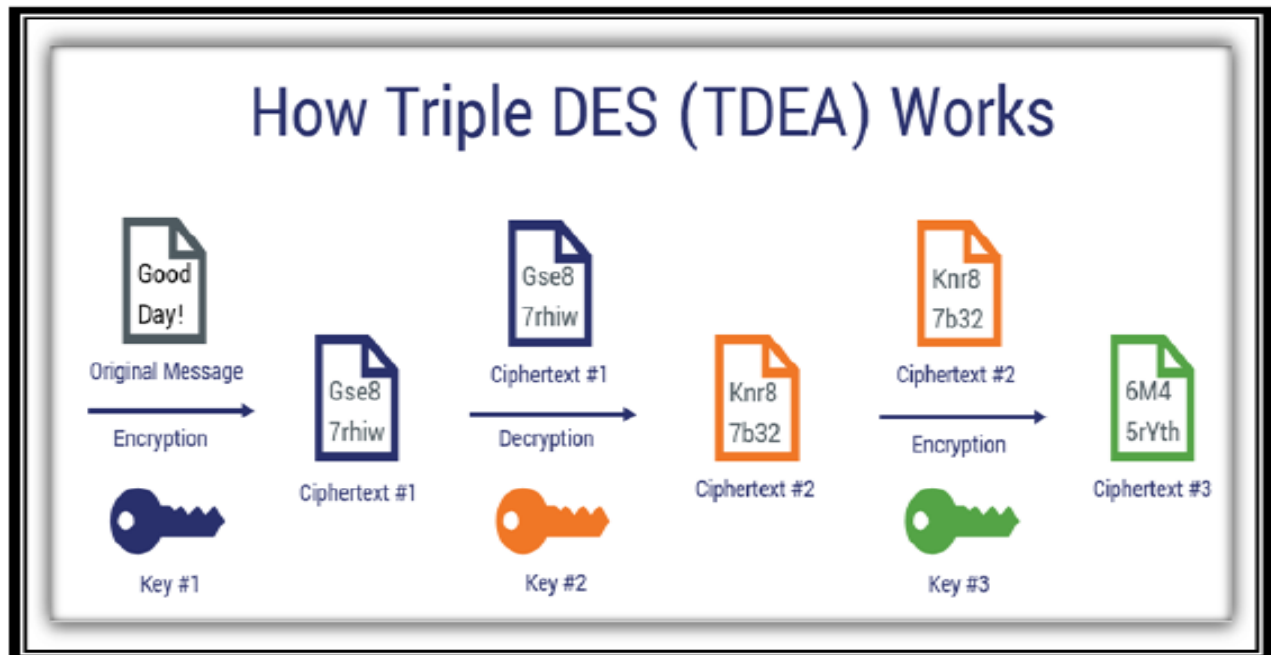 How Triple DES (TDEA) Works
Good
Day!
Original Message
Encryption
Key #1
Gse8
7rhiw
Ciphertext #1
Gse8
7rhiw
Ciphertext #1
Decryption
Key #2
Knr8
7b32
Ciphertext #2
Knr8
7b32
Ciphertext #2
Encryption
Key #3
6M4
5rYth
Ciphertext #3